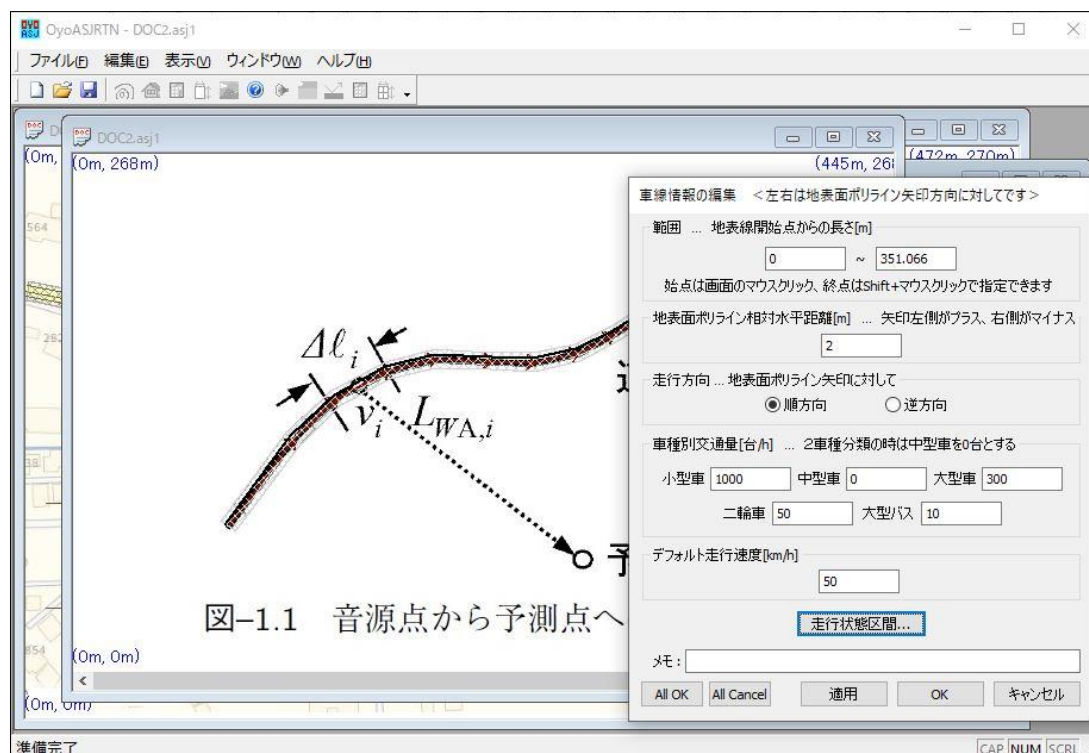 OyoASJRTN - DOC2.asj1
ファイル(F) 編集(E) 表示(V) ウィンドウ(W) ヘルプ(H)
DOC2.asj1
(0m,
(0m, 268m)
(445m, 268
(472m, 270m)
564
282
38
854
Δℓ i
v i
L WA,i
図-1.1 音源点から予測点へ
(0m, 0m)
(0m, 0m)
車線情報の編集 <左右は地表面ポリライン矢印方向に対してです>
範囲 ... 地表線開始点からの長さ[m]
0 ~ 351.066
始点は画面のマウスクリック、終点はShift+マウスクリックで指定できます
地表面ポリライン相対水平距離[m] ... 矢印左側がプラス、右側がマイナス
2
走行方向 ... 地表面ポリライン矢印に対して
順方向 逆方向
車種別交通量[台/h] ... 2車種分類の時は中型車を0台とする
小型車 1000 中型車 0 大型車 300
二輪車 50 大型バス 10
デフォルト走行速度[km/h]
50
走行状態区間...
メモ:
All OK All Cancel 適用 OK キャンセル
準備完了
CAP NUM SCRL